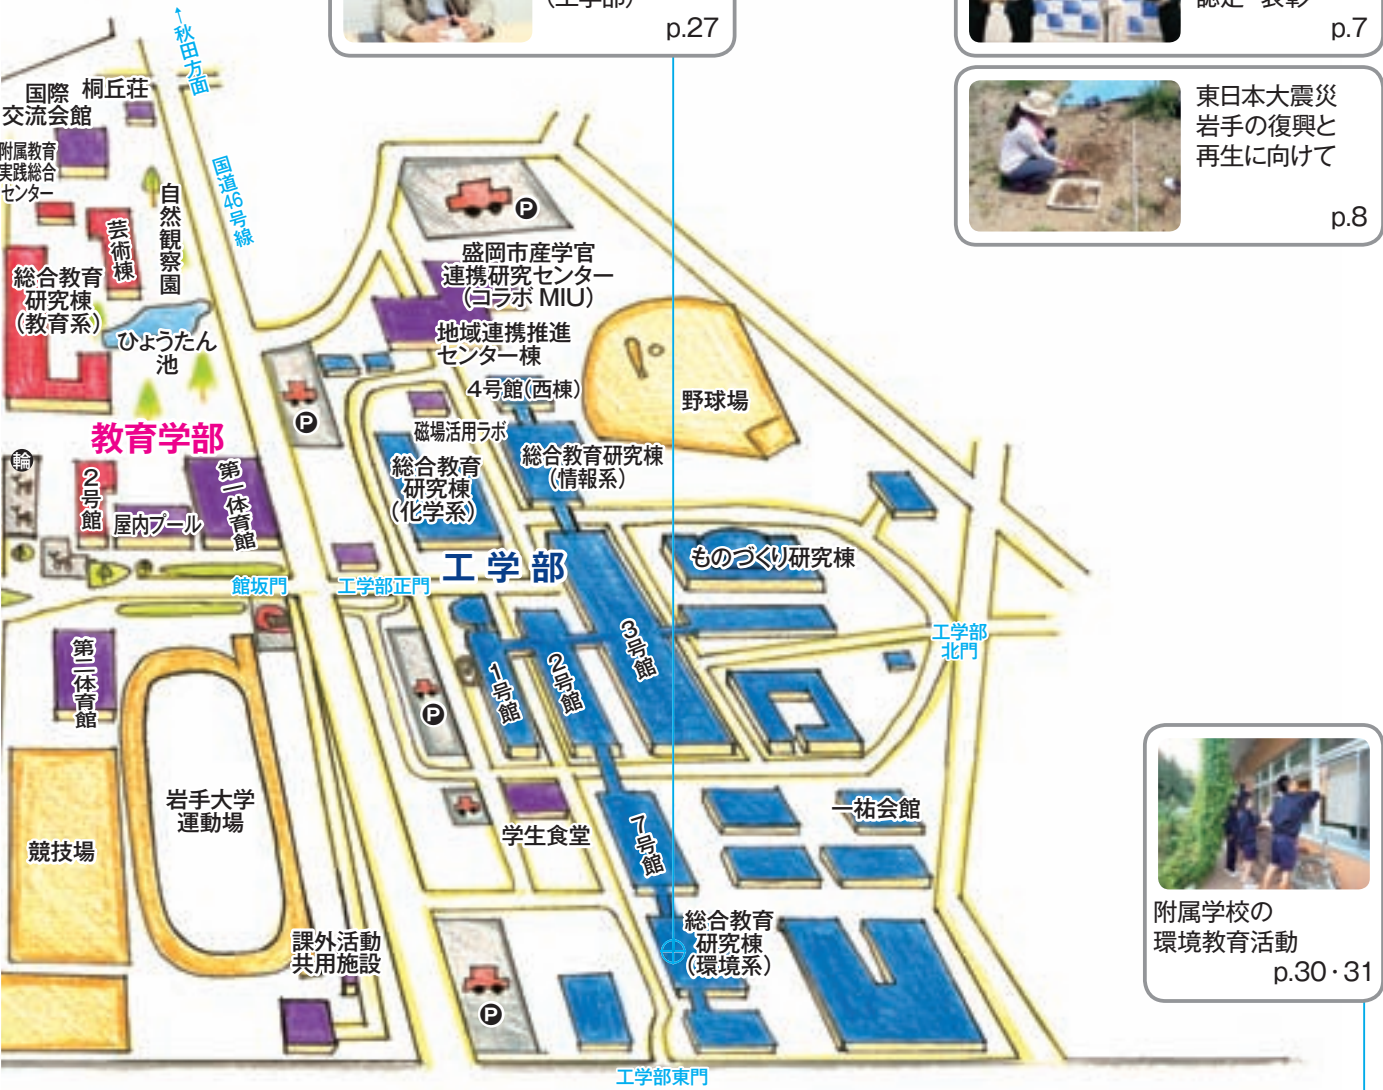 (工学部)
p.27
認定・表彰
p.7
東日本大震災
岩手の復興と
再生に向けて
p.8
←秋田方面
国道46号線
国際
交流会館
桐丘荘
附属教育
実践総合
センター
芸術棟
自然観察園
総合教育
研究棟
(教育系)
ひょうたん
池
教育学部
輪
2号館
屋内プール
第一体育館
館坂門
工学部正門
P
盛岡市産学官
連携研究センター
(コラボ MIU)
地域連携推進
センター棟
4号館(西棟)
磁場活用ラボ
総合教育
研究棟
(化学系)
総合教育研究棟
(情報系)
野球場
P
工学部
ものづくり研究棟
工学部
北門
1号館
2号館
3号館
P
第二体育館
岩手大学
運動場
競技場
学生食堂
7号館
一祐会館
課外活動
共用施設
総合教育
研究棟
(環境系)
P
工学部東門
附属学校の
環境教育活動
p.30・31